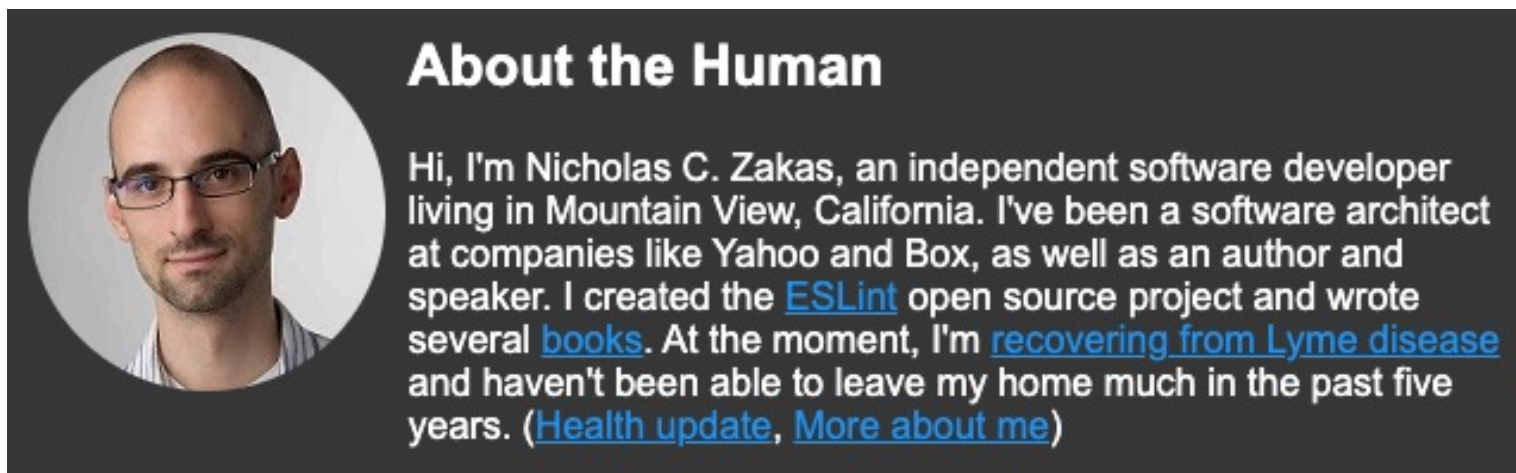 About the Human
Hi, I'm Nicholas C. Zakas, an independent software developer
living in Mountain View, California. I've been a software architect
at companies like Yahoo and Box, as well as an author and
speaker. I created the ESLint open source project and wrote
several books. At the moment, I'm recovering from Lyme disease
and haven't been able to leave my home much in the past five
years. (Health update, More about me)